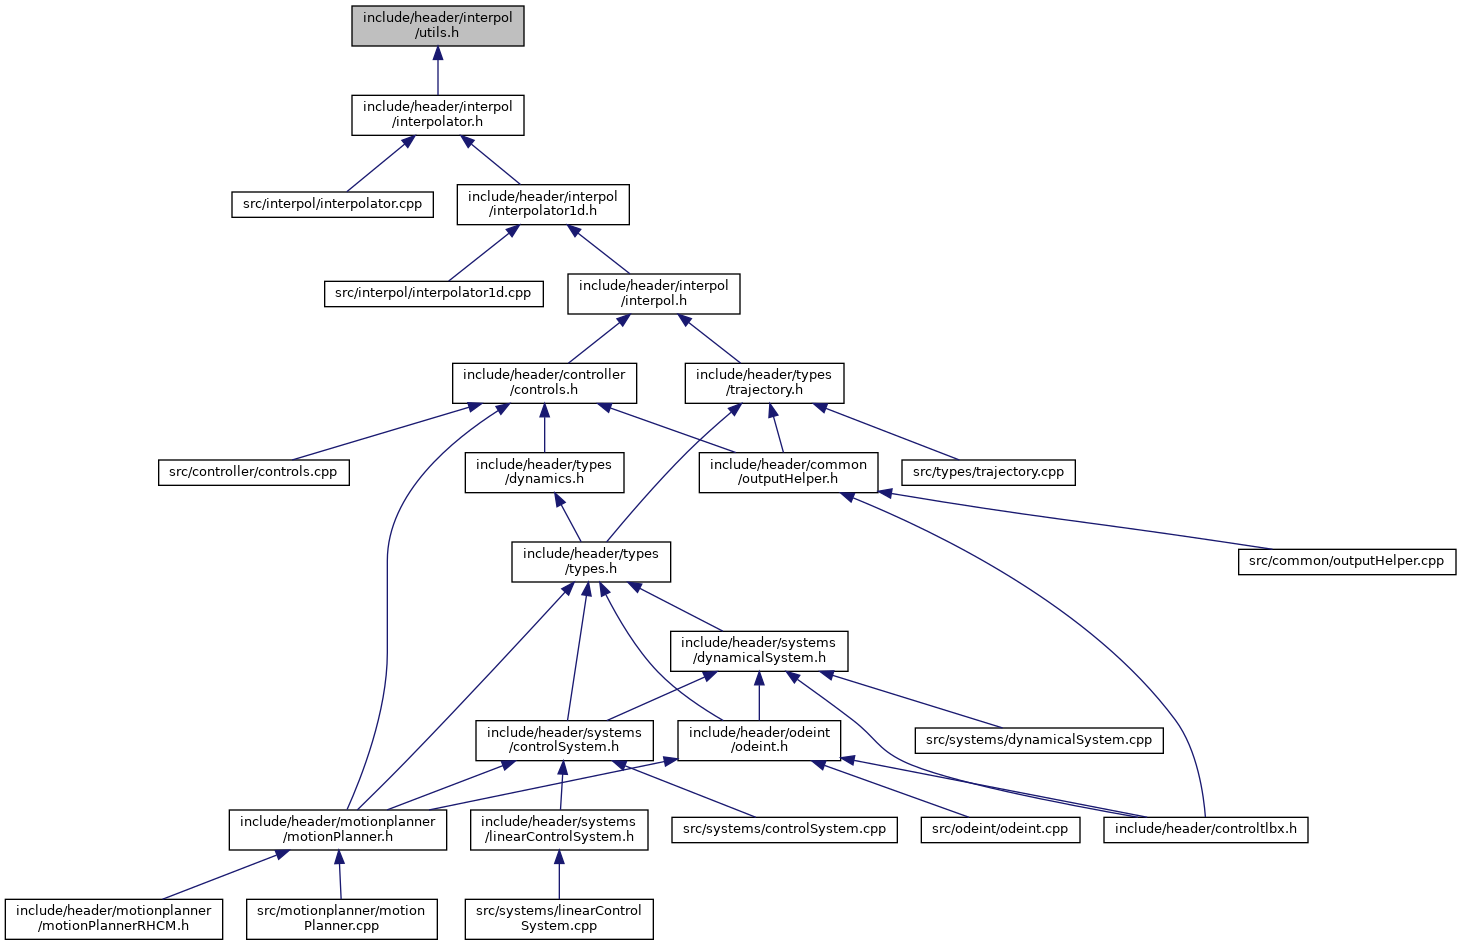 include/header/interpol
/utils.h
include/header/interpol
/interpolator.h
src/interpol/interpolator.cpp
include/header/interpol
/interpolator1d.h
src/interpol/interpolator1d.cpp
include/header/interpol
/interpol.h
include/header/controller
/controls.h
include/header/types
/trajectory.h
src/controller/controls.cpp
include/header/types
/dynamics.h
include/header/common
/outputHelper.h
src/types/trajectory.cpp
include/header/types
/types.h
src/common/outputHelper.cpp
include/header/systems
/dynamicalSystem.h
include/header/systems
/controlSystem.h
include/header/odeint
/odeint.h
src/systems/dynamicalSystem.cpp
include/header/motionplanner
/motionPlanner.h
include/header/systems
/linearControlSystem.h
src/systems/controlSystem.cpp
src/odeint/odeint.cpp
include/header/controltlbx.h
include/header/motionplanner
/motionPlannerRHCM.h
src/motionplanner/motion
Planner.cpp
src/systems/linearControl
System.cpp